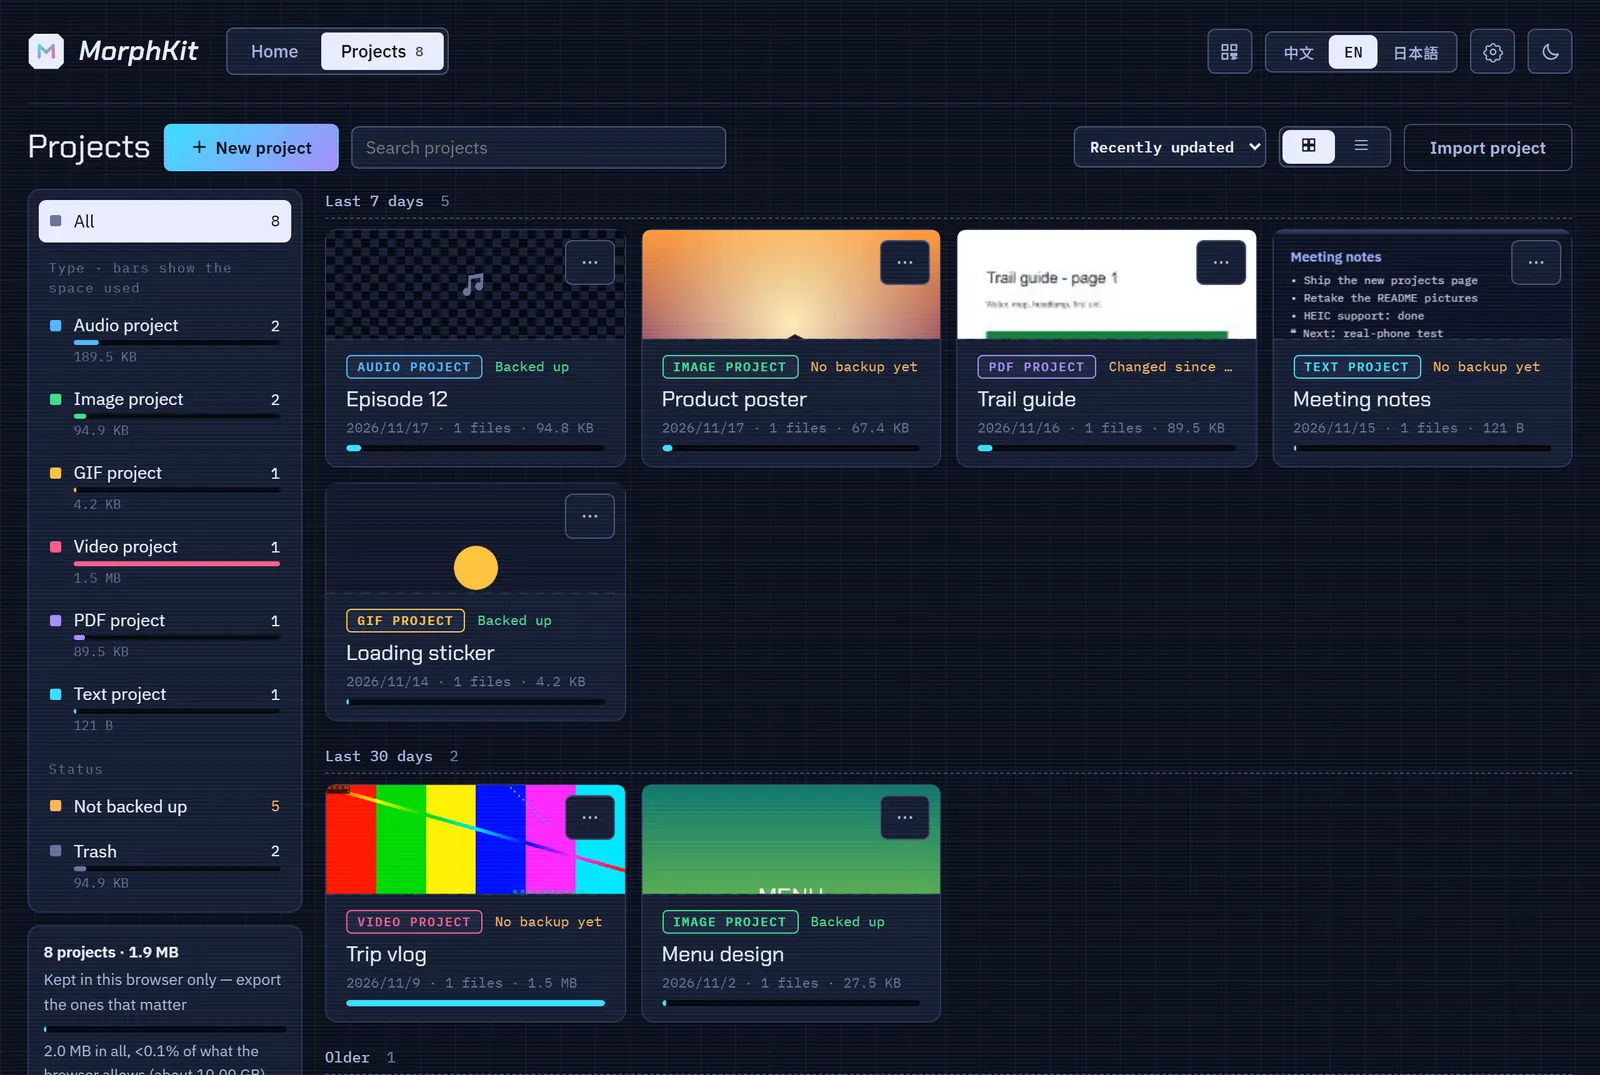 MorphKit
Home
Projects 8
中文
EN
日本語
Projects
+ New project
Search projects
Recently updated
Import project
All 8
Type · bars show the
space used
Audio project 2
189.5 KB
Image project 2
94.9 KB
GIF project 1
4.2 KB
Video project 1
1.5 MB
PDF project 1
89.5 KB
Text project 1
121 B
Status
Not backed up 5
Trash 2
94.9 KB
8 projects · 1.9 MB
Kept in this browser only — export
the ones that matter
2.0 MB in all, <0.1% of what the
browser allows (about 10.00 GB)
Last 7 days 5
AUDIO PROJECT Backed up
Episode 12
2026/11/17 · 1 files · 94.8 KB
IMAGE PROJECT No backup yet
Product poster
2026/11/17 · 1 files · 67.4 KB
Trail guide - page 1
PDF PROJECT Changed since …
Trail guide
2026/11/16 · 1 files · 89.5 KB
Meeting notes
• Ship the new projects page
• Retake the README pictures
• HEIC support: done
Next: real-phone test
TEXT PROJECT No backup yet
Meeting notes
2026/11/15 · 1 files · 121 B
GIF PROJECT Backed up
Loading sticker
2026/11/14 · 1 files · 4.2 KB
Last 30 days 2
VIDEO PROJECT No backup yet
Trip vlog
2026/11/9 · 1 files · 1.5 MB
MENU
IMAGE PROJECT Backed up
Menu design
2026/11/2 · 1 files · 27.5 KB
Older 1